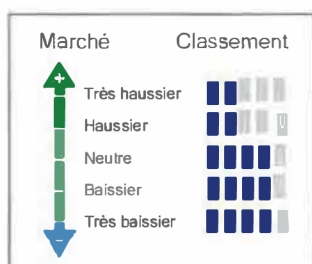 Marché Classement
+
Très haussier
Haussier
Neutre
Baissier
Très baissier
-